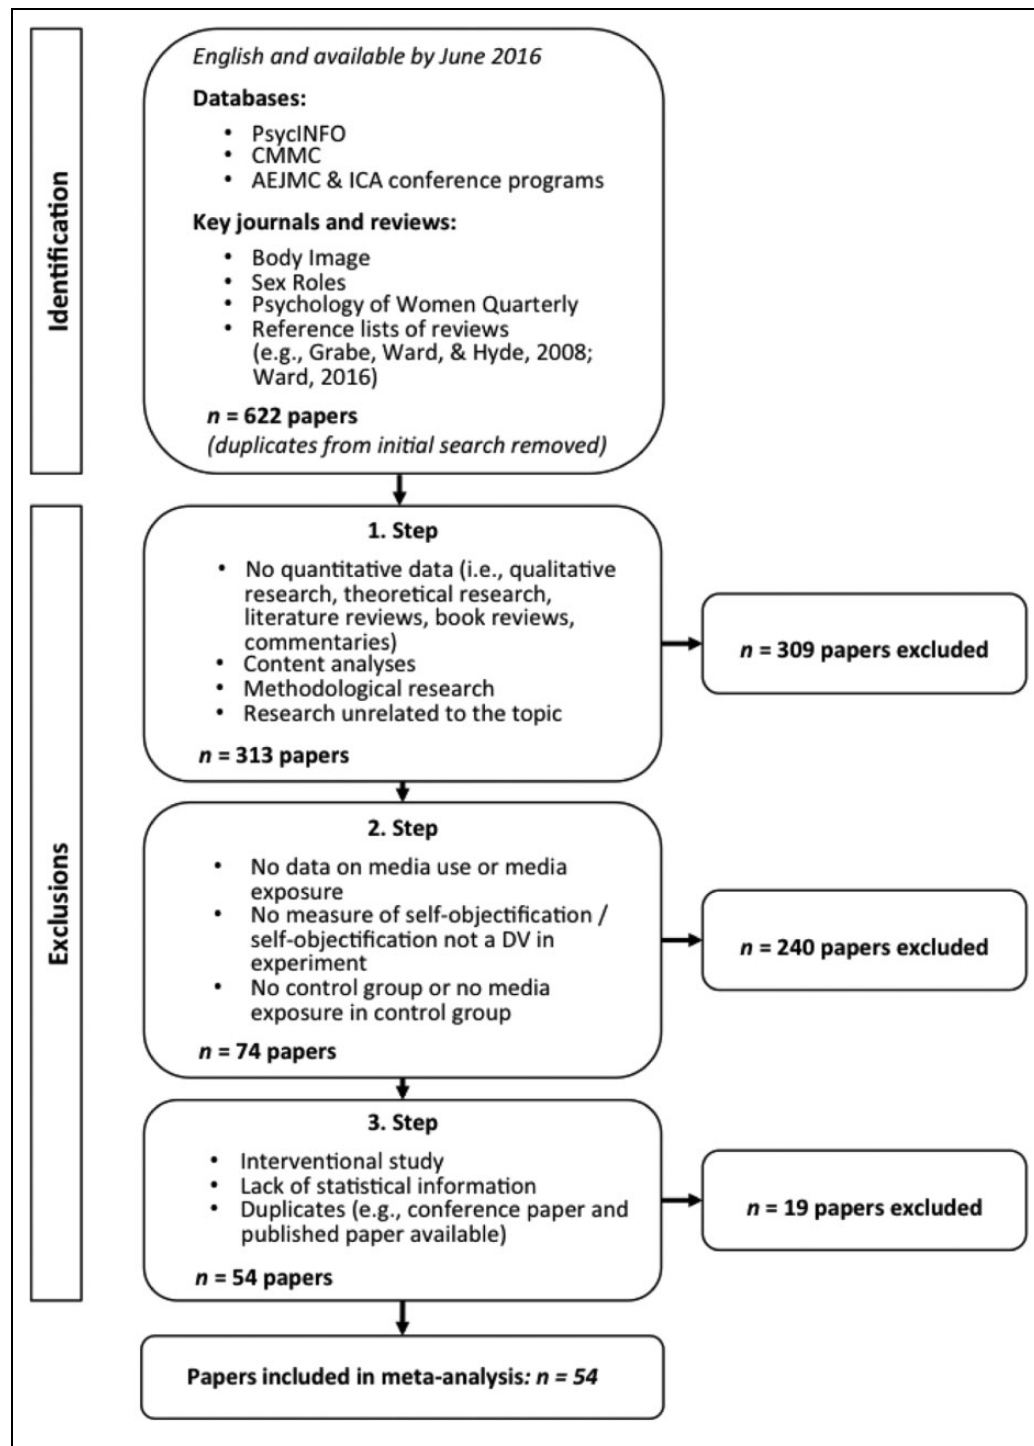 Identification
English and available by June 2016
Databases:
• PsycINFO
• CMMC
• AEJMC & ICA conference programs
Key journals and reviews:
• Body Image
• Sex Roles
• Psychology of Women Quarterly
• Reference lists of reviews
(e.g., Grabe, Ward, & Hyde, 2008;
Ward, 2016)
n = 622 papers
(duplicates from initial search removed)
Exclusions
1. Step
• No quantitative data (i.e., qualitative
research, theoretical research,
literature reviews, book reviews,
commentaries)
• Content analyses
• Methodological research
• Research unrelated to the topic
n = 313 papers
n = 309 papers excluded
2. Step
• No data on media use or media
exposure
• No measure of self-objectification /
self-objectification not a DV in
experiment
• No control group or no media
exposure in control group
n = 74 papers
n = 240 papers excluded
3. Step
• Interventional study
• Lack of statistical information
• Duplicates (e.g., conference paper and
published paper available)
n = 54 papers
n = 19 papers excluded
Papers included in meta-analysis: n = 54